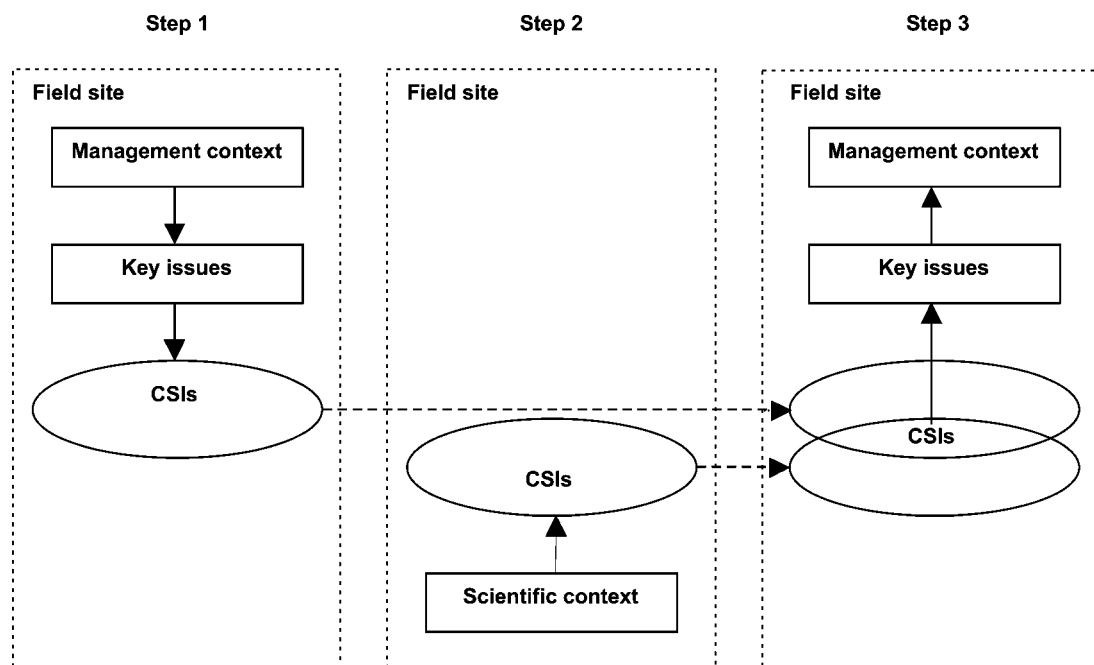 Step 1
Step 2
Step 3
Field site
Management context
Key issues
CSIs
Field site
CSIs
Scientific context
Field site
Management context
Key issues
CSIs